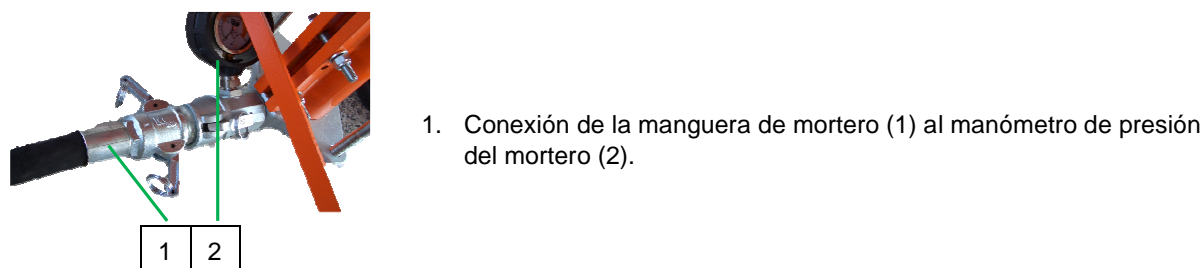 1. Conexión de la manguera de mortero (1) al manómetro de presión
del mortero (2).
1 2